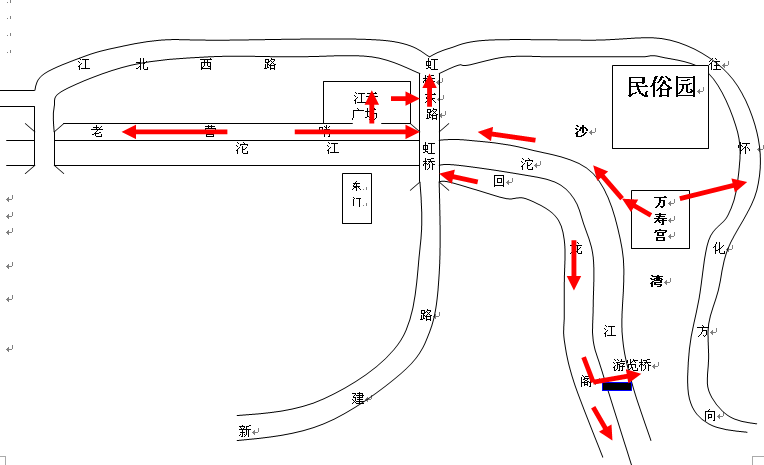 江北西路
虹桥东路
往怀化方向
民俗园
江
广场
老营哨
沱江
虹桥
东门
沙湾
沱江
回龙阁
万寿宫
游览桥
新建路